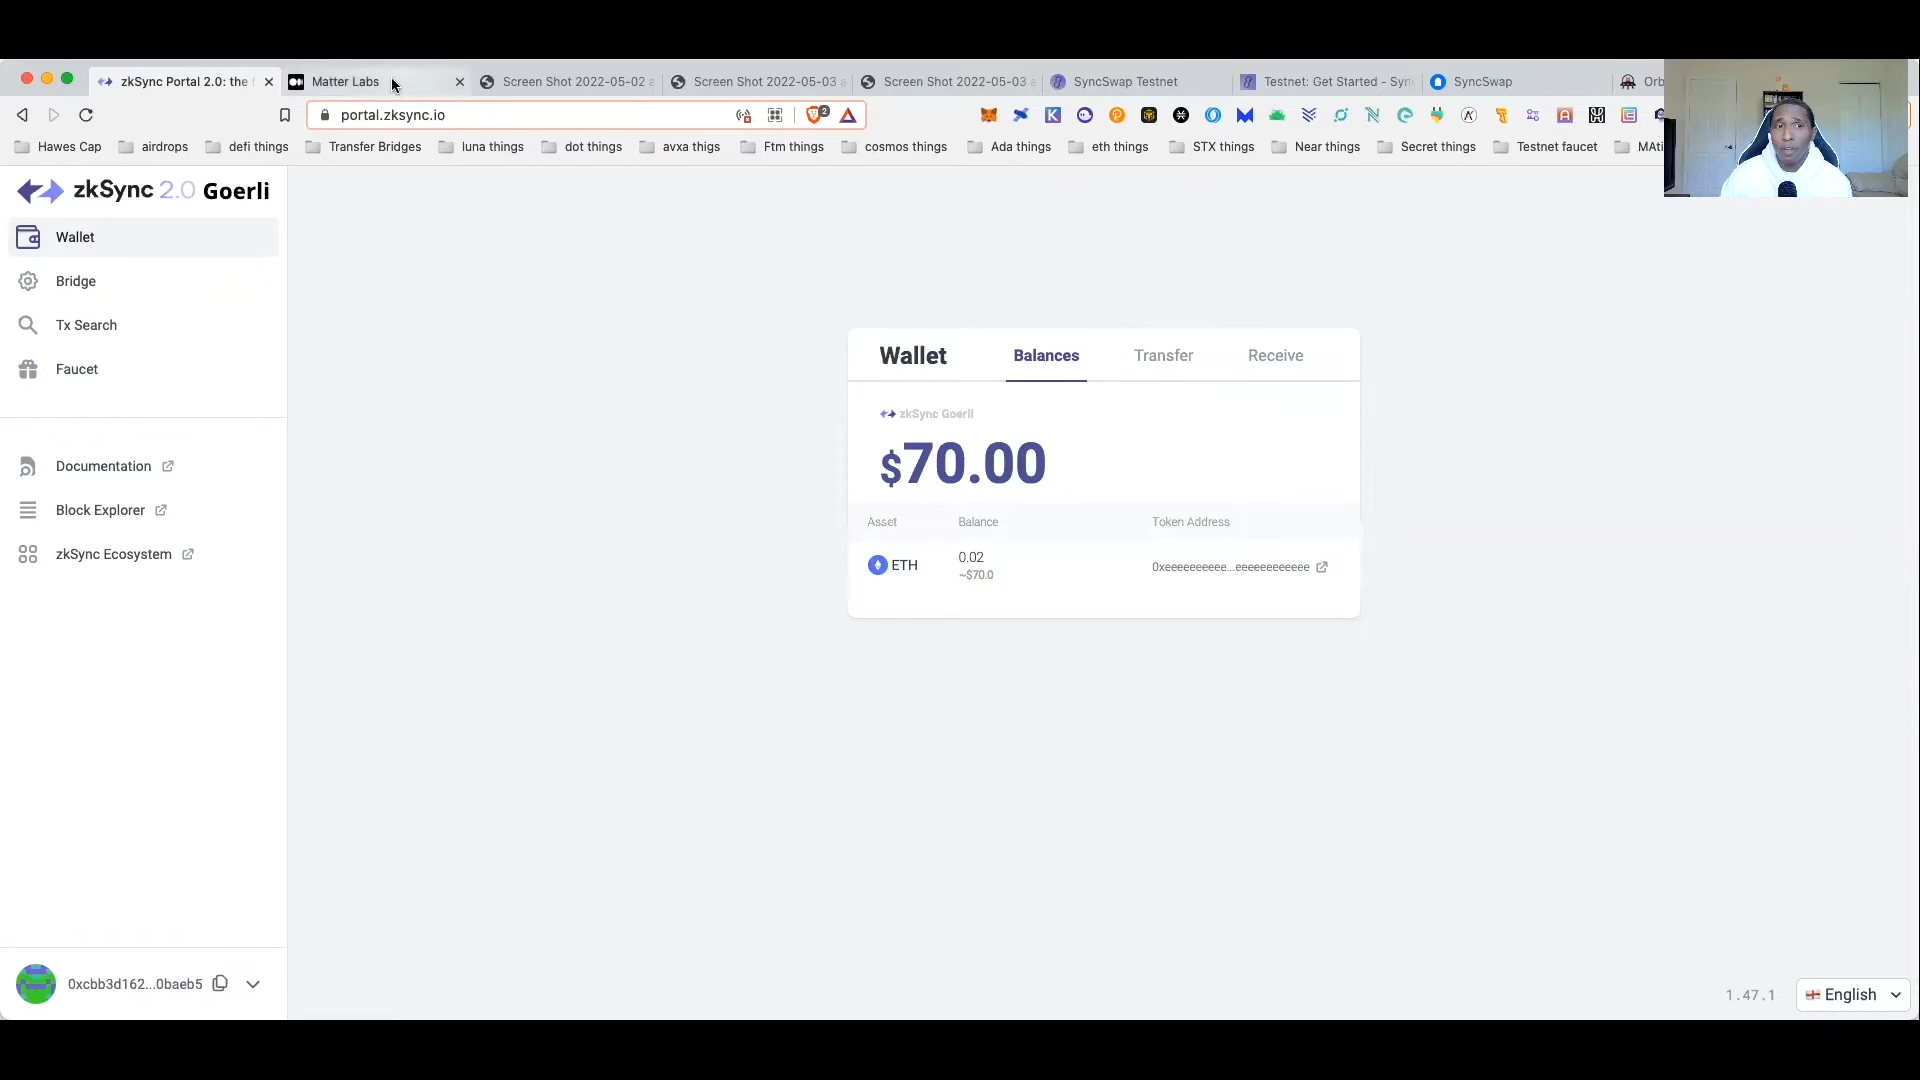 zkSync Portal 2.0: the f
Matter Labs
Screen Shot 2022-05-02 a
Screen Shot 2022-05-03 a
Screen Shot 2022-05-03 a
SyncSwap Testnet
Testnet: Get Started - Syn
SyncSwap
Orb
portal.zksync.io
2
Hawes Cap
airdrops
defi things
Transfer Bridges
luna things
dot things
avxa thigs
Ftm things
cosmos things
Ada things
eth things
STX things
Near things
Secret things
Testnet faucet
MAti
zkSync 2.0 Goerli
Wallet
Bridge
Tx Search
Faucet
Documentation
Block Explorer
zkSync Ecosystem
0xcbb3d162...0baeb5
Wallet
Balances
Transfer
Receive
zkSync Goerli
$70.00
Asset
Balance
Token Address
ETH
0.02
~$70.0
0xeeeeeeeeee...eeeeeeeeeeee
1.47.1
English